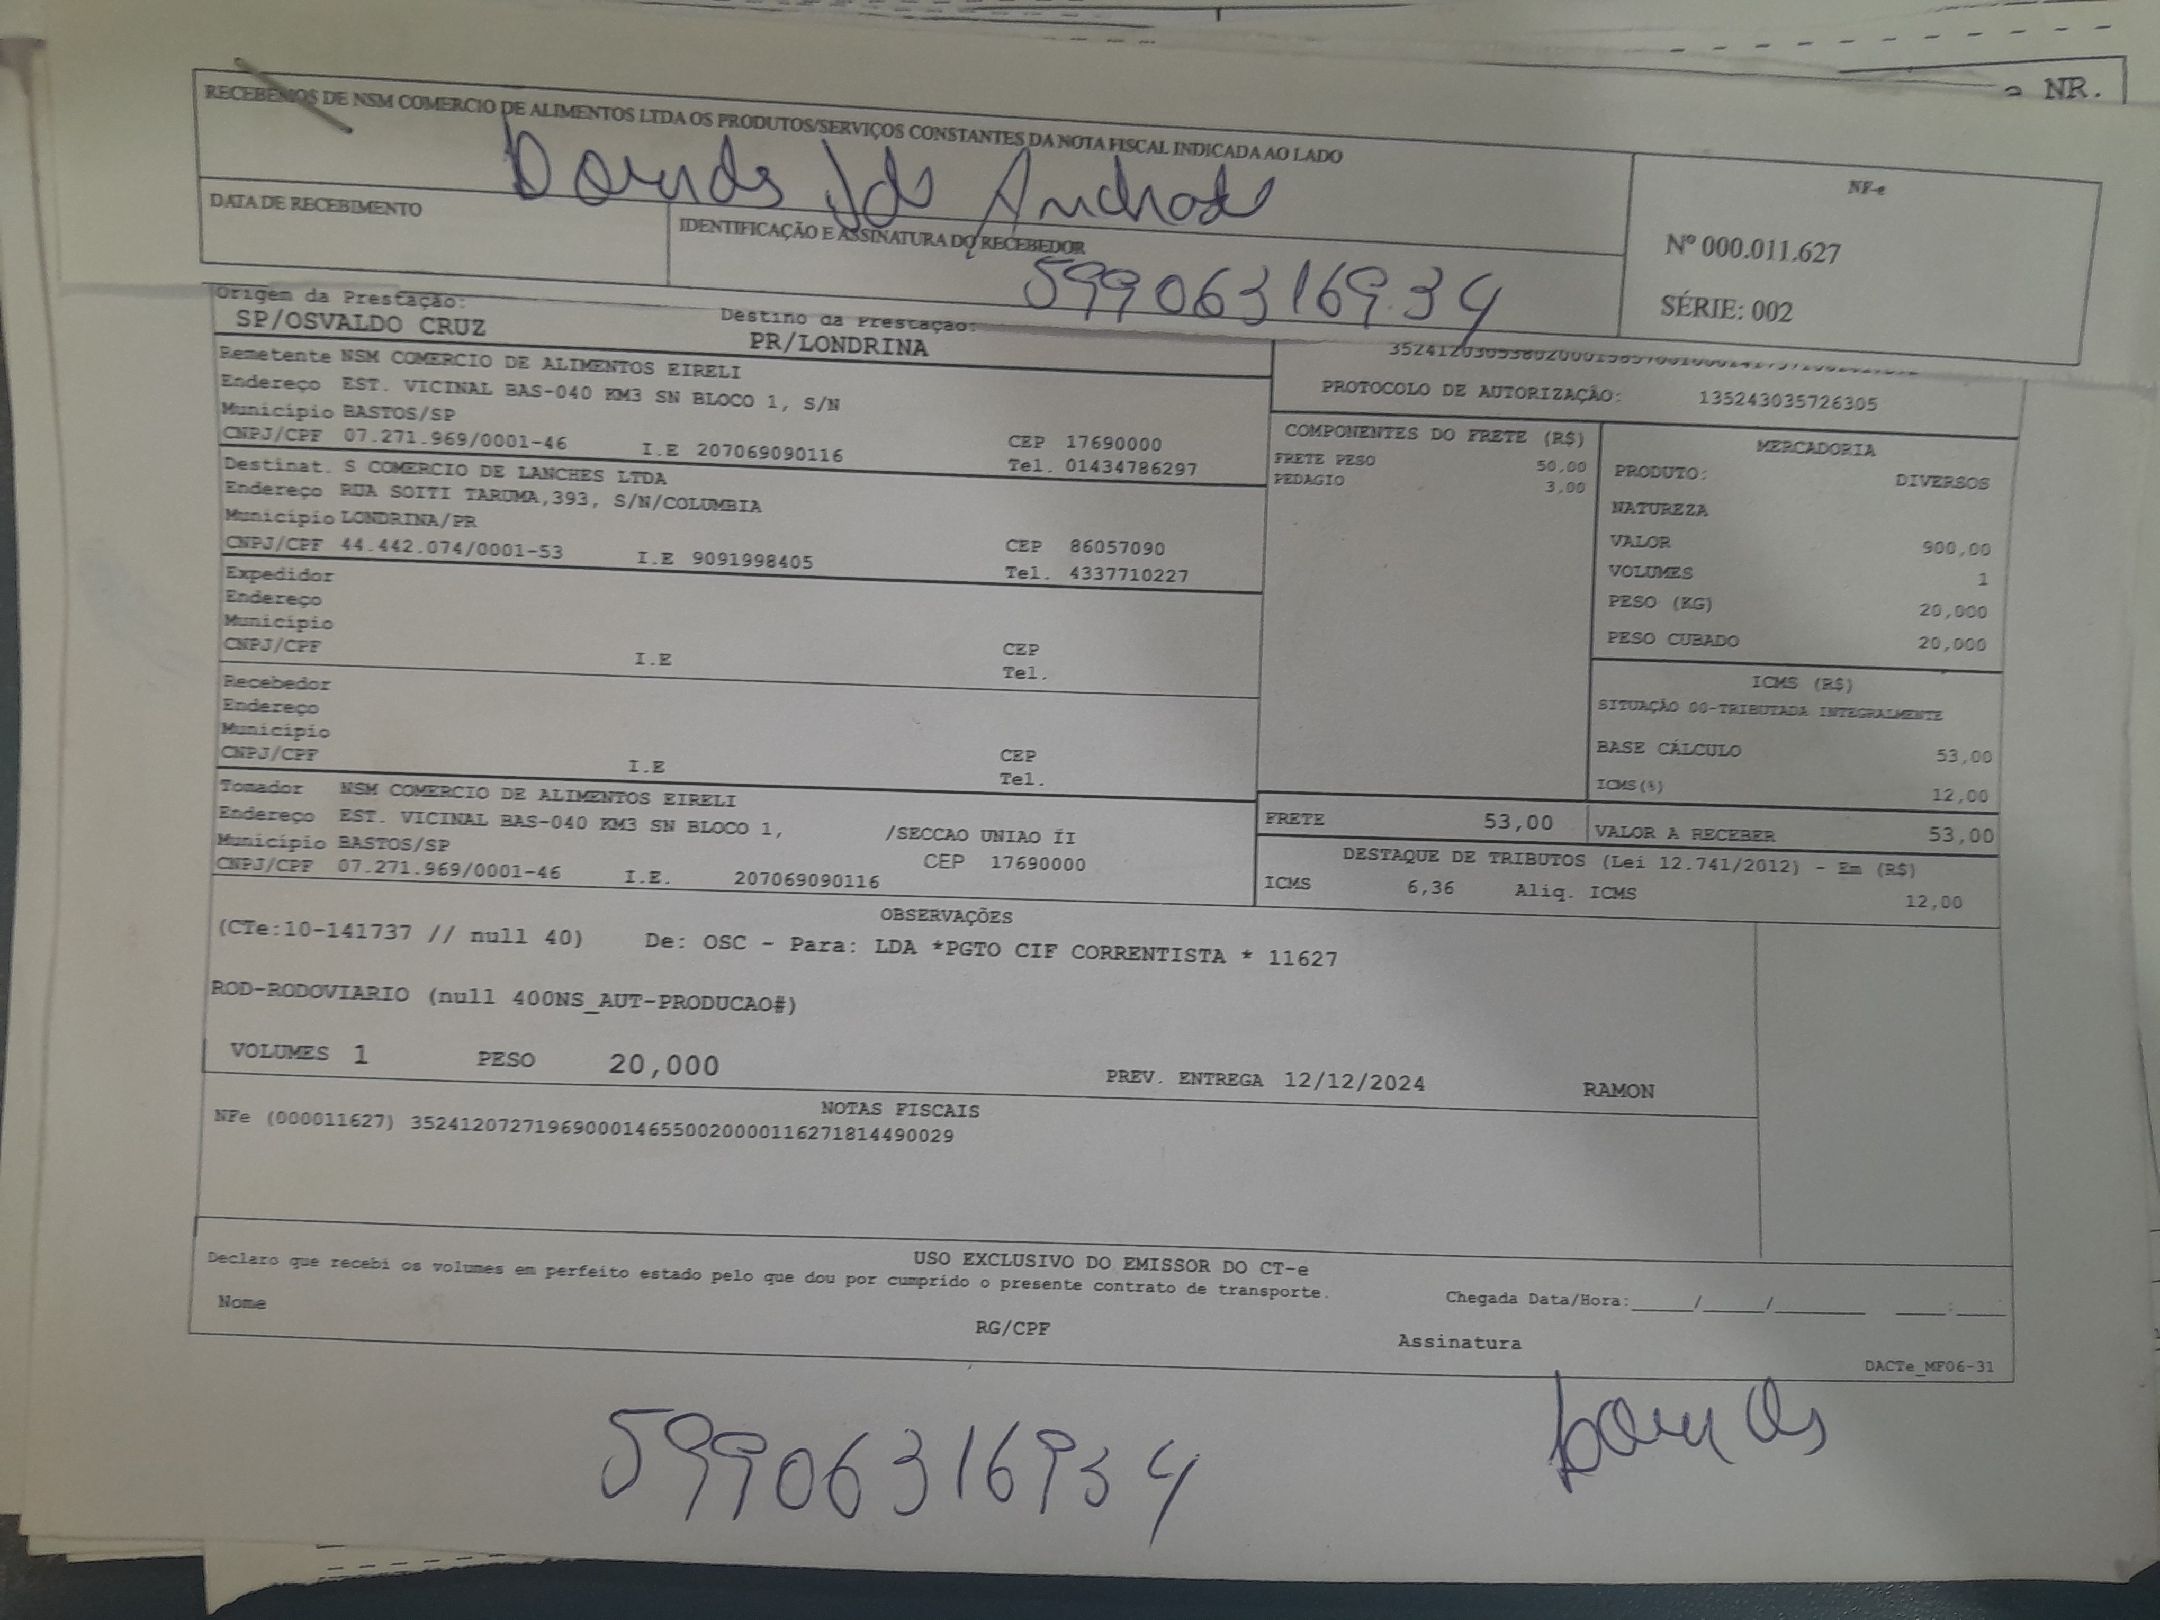 NR.
RECEBEMOS DE NSM COMERCIO DE ALIMENTOS LTDA OS PRODUTOS/SERVIÇOS CONSTANTES DA NOTA FISCAL INDICADA AO LADO
Andrade
DATA DE RECEBIMENTO
IDENTIFICAÇÃO E ASSINATURA DO RECEBEDOR
59906316934
NF-e
Nº 000.011.627
SÉRIE: 002
Origem da Prestação:
SP/OSVALDO CRUZ
Destino da Prestação:
PR/LONDRINA
Remetente NSM COMERCIO DE ALIMENTOS EIRELI
Endereço EST. VICINAL BAS-040 KM3 SN BLOCO 1, S/N
Município BASTOS/SP
CNPJ/CPF 07.271.969/0001-46 I.E 207069090116
CEP 17690000
Tel. 01434786297
Destinat. S COMERCIO DE LANCHES LTDA
Endereço RUA SOITI TARUMA,393, S/N/COLUMBIA
Município LONDRINA/PR
CNPJ/CPF 44.442.074/0001-53 I.E 9091998405
CEP 86057090
Tel. 4337710227
Expedidor
Endereço
Município
CNPJ/CPF I.E
CEP
Tel.
Recebedor
Endereço
Município
CNPJ/CPF I.E
CEP
Tel.
Tomador NSM COMERCIO DE ALIMENTOS EIRELI
Endereço EST. VICINAL BAS-040 KM3 SN BLOCO 1, /SECCAO UNIAO II
Município BASTOS/SP CEP 17690000
CNPJ/CPF 07.271.969/0001-46 I.E. 207069090116
PROTOCOLO DE AUTORIZAÇÃO: 135243035726305
COMPONENTES DO FRETE (R$)
FRETE PESO 50,00
PEDAGIO 3,00
MERCADORIA
PRODUTO: DIVERSOS
NATUREZA
VALOR 900,00
VOLUMES 1
PESO (KG) 20,000
PESO CUBADO 20,000
ICMS (R$)
SITUAÇÃO 00-TRIBUTADA INTEGRALMENTE
BASE CÁLCULO 53,00
ICMS(%) 12,00
FRETE 53,00
VALOR A RECEBER 53,00
DESTAQUE DE TRIBUTOS (Lei 12.741/2012) - Em (R$)
ICMS 6,36 Aliq. ICMS 12,00
OBSERVAÇÕES
(CTe:10-141737 // null 40) De: OSC - Para: LDA *PGTO CIF CORRENTISTA * 11627
ROD-RODOVIARIO (null 400NS_AUT-PRODUCAO#)
VOLUMES 1 PESO 20,000 PREV. ENTREGA 12/12/2024 RAMON
NOTAS FISCAIS
NFe (000011627) 35241207271969000146550020000116271814490029
USO EXCLUSIVO DO EMISSOR DO CT-e
Declaro que recebi os volumes em perfeito estado pelo que dou por cumprido o presente contrato de transporte.
Chegada Data/Hora:_____/_____/_______ ____:____
Nome RG/CPF Assinatura
DACTe_MF06-31
59906316934